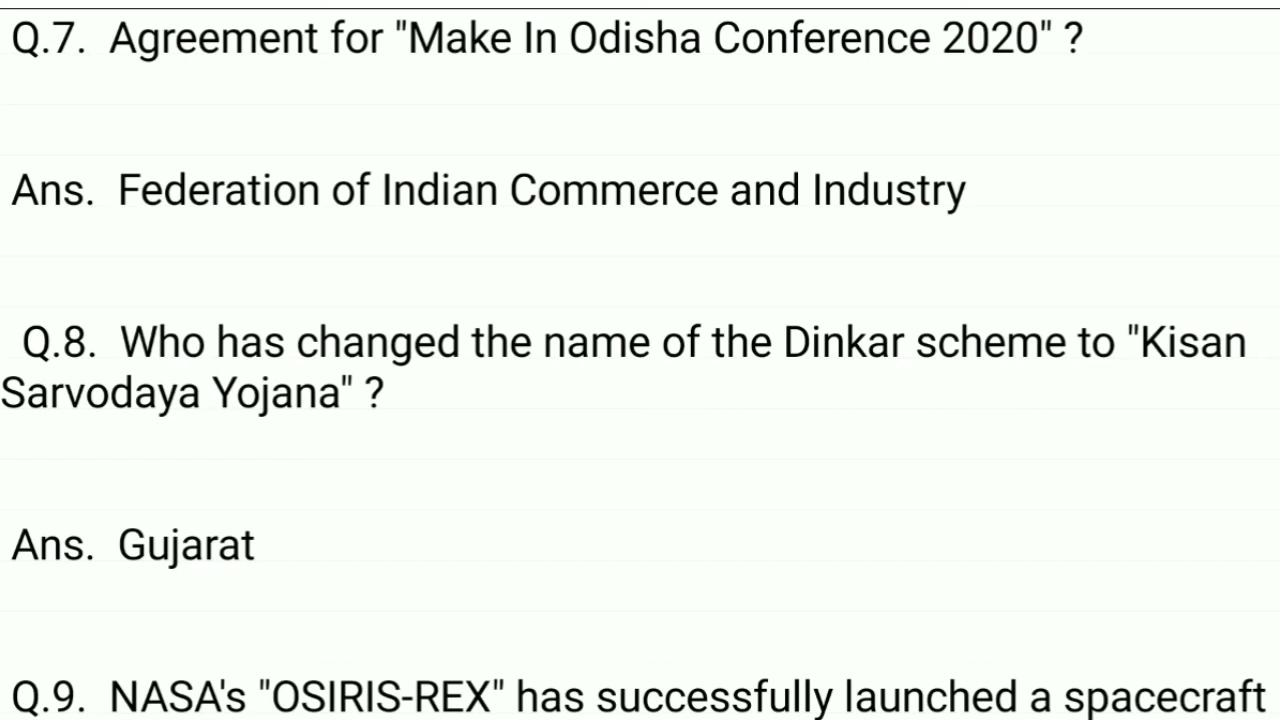 Q.7. Agreement for "Make In Odisha Conference 2020" ?
Ans. Federation of Indian Commerce and Industry
Q.8. Who has changed the name of the Dinkar scheme to "Kisan
Sarvodaya Yojana" ?
Ans. Gujarat
Q.9. NASA's "OSIRIS-REX" has successfully launched a spacecraft